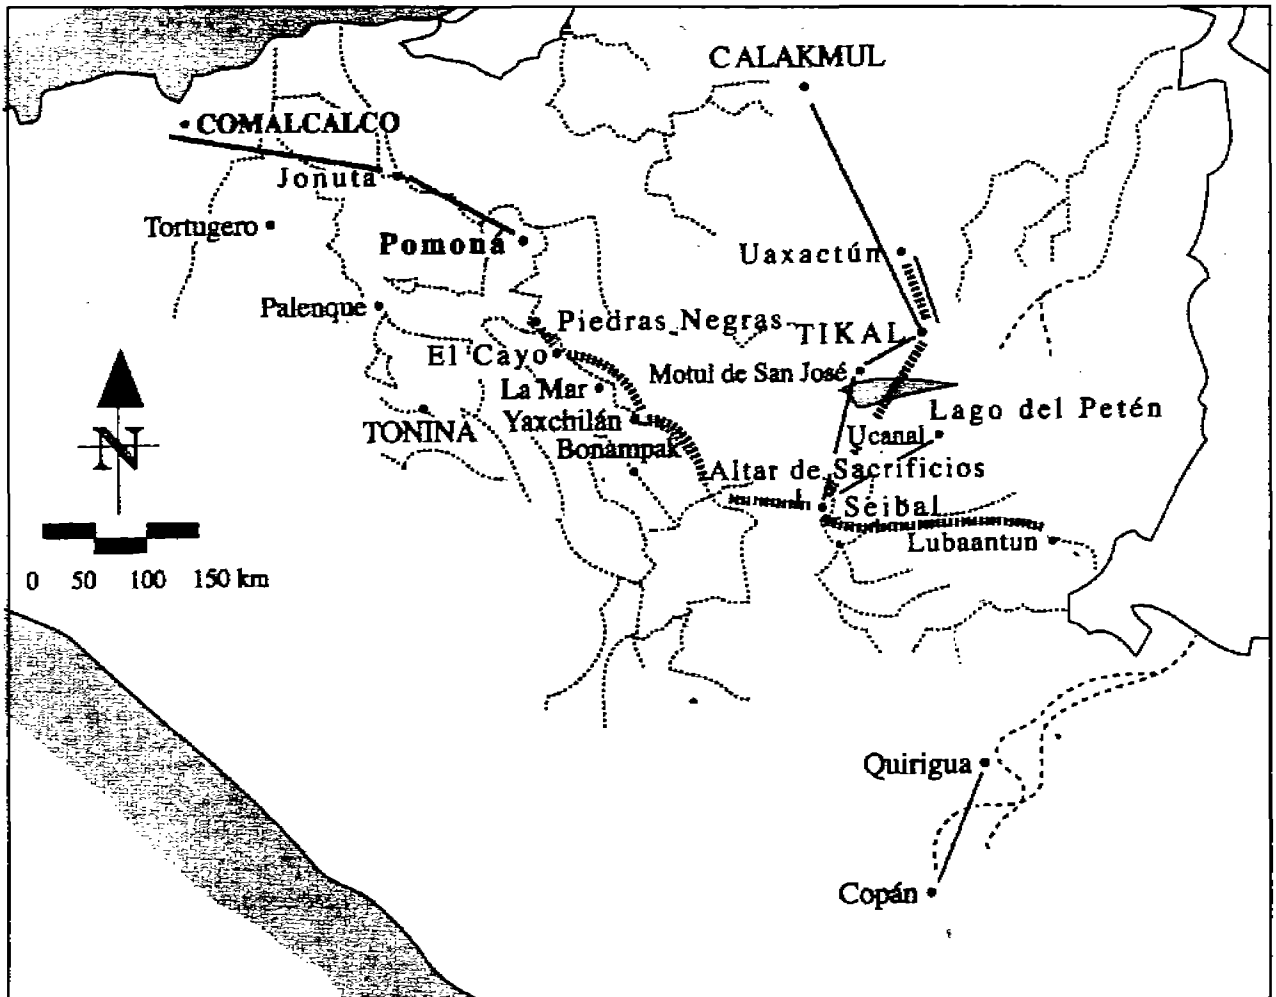 CALAKMUL
COMALCALCO
Jonuta
Tortugero
Pomona
Uaxactún
Palenque
Piedras Negras
TIKAL
El Cayo
Motul de San José
La Mar
Lago del Petén
Yaxchilán
TONINA
Ucanal
Bonampak
Altar de Sacrificios
N
Seibal
Lubaantun
0 50 100 150 km
Quirigua
Copán